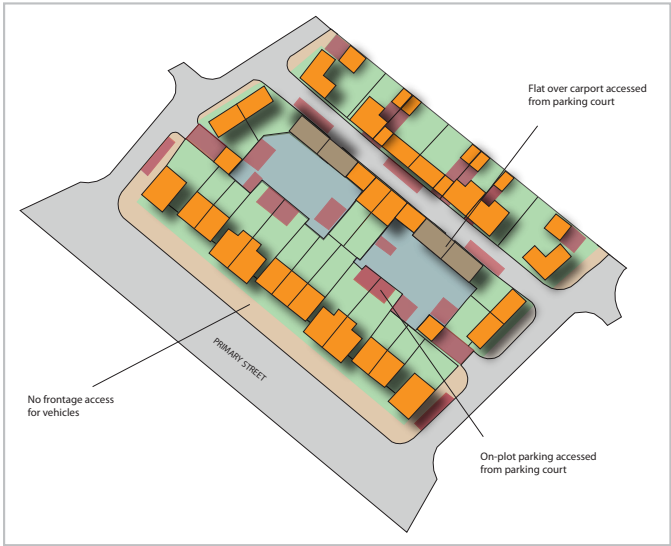 Flat over carport accessed
from parking court
PRIMARY STREET
No frontage access
for vehicles
On-plot parking accessed
from parking court